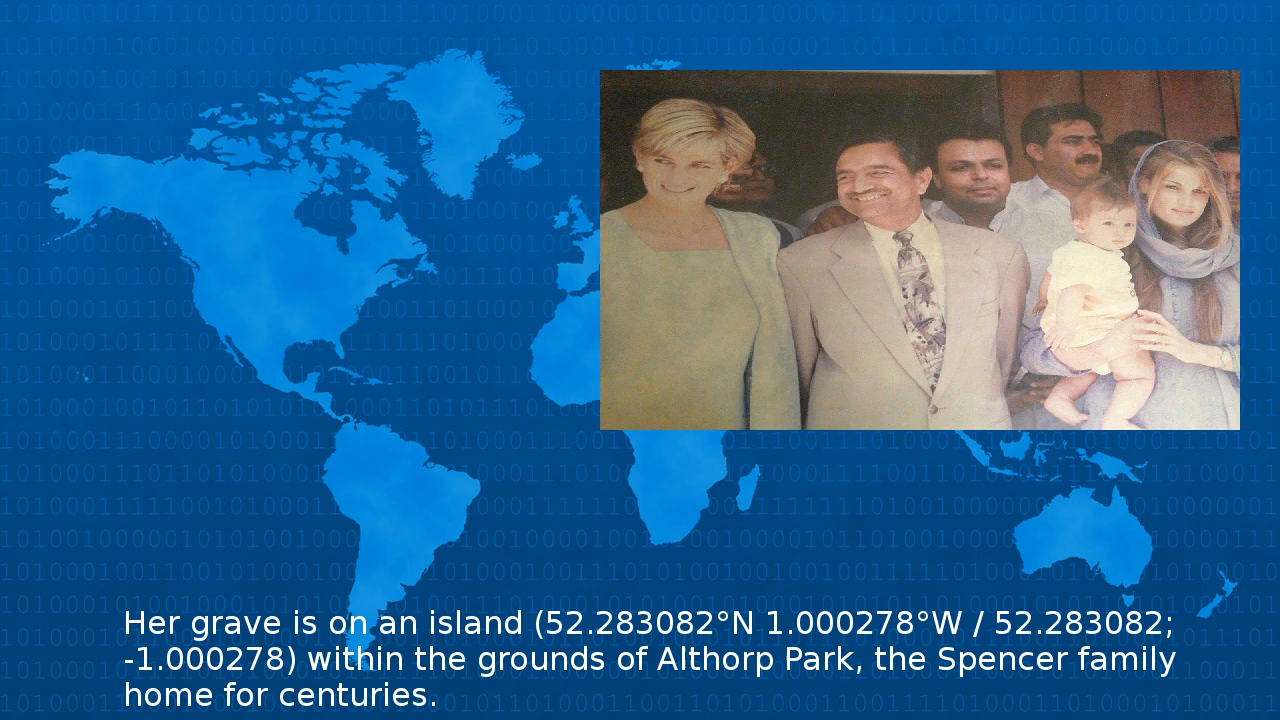 Her grave is on an island (52.283082°N 1.000278°W / 52.283082;
-1.000278) within the grounds of Althorp Park, the Spencer family
home for centuries.